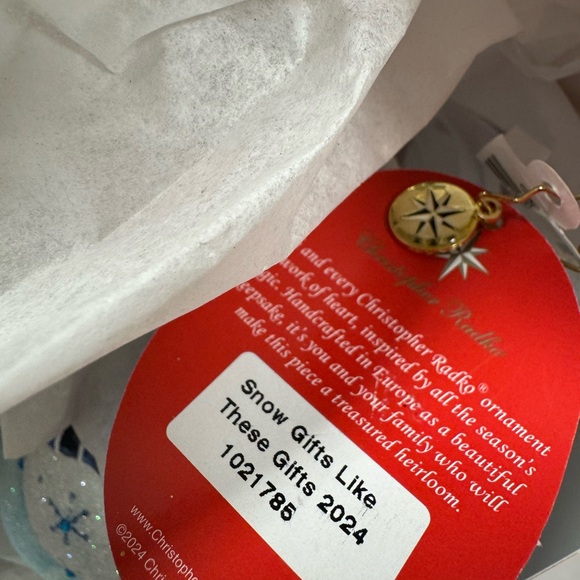 Christopher Radko
and every Christopher Radko® ornament
work of heart, inspired by all the season's
Handcrafted in Europe as a beautiful
it's you and your family who will
make this piece a treasured heirloom.
Snow Gifts Like
These Gifts 2024
1021785
www.Christophe
©2024 Chri